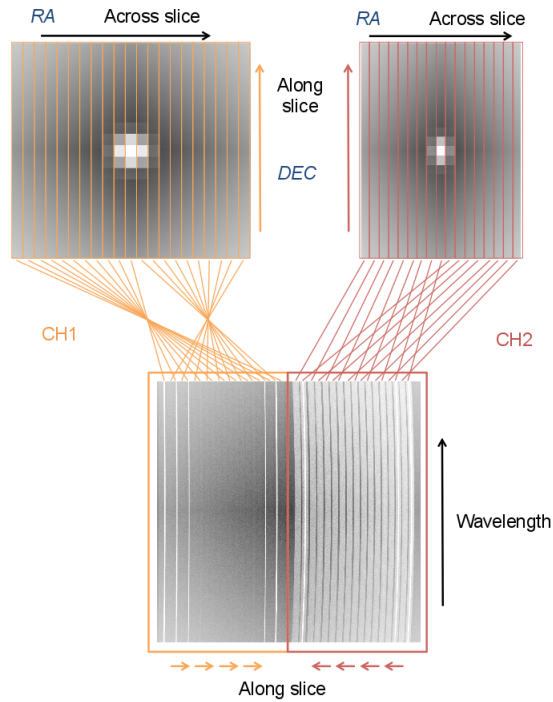 RA
Across slice
RA
Across slice
Along
slice
DEC
CH1
CH2
Wavelength
Along slice